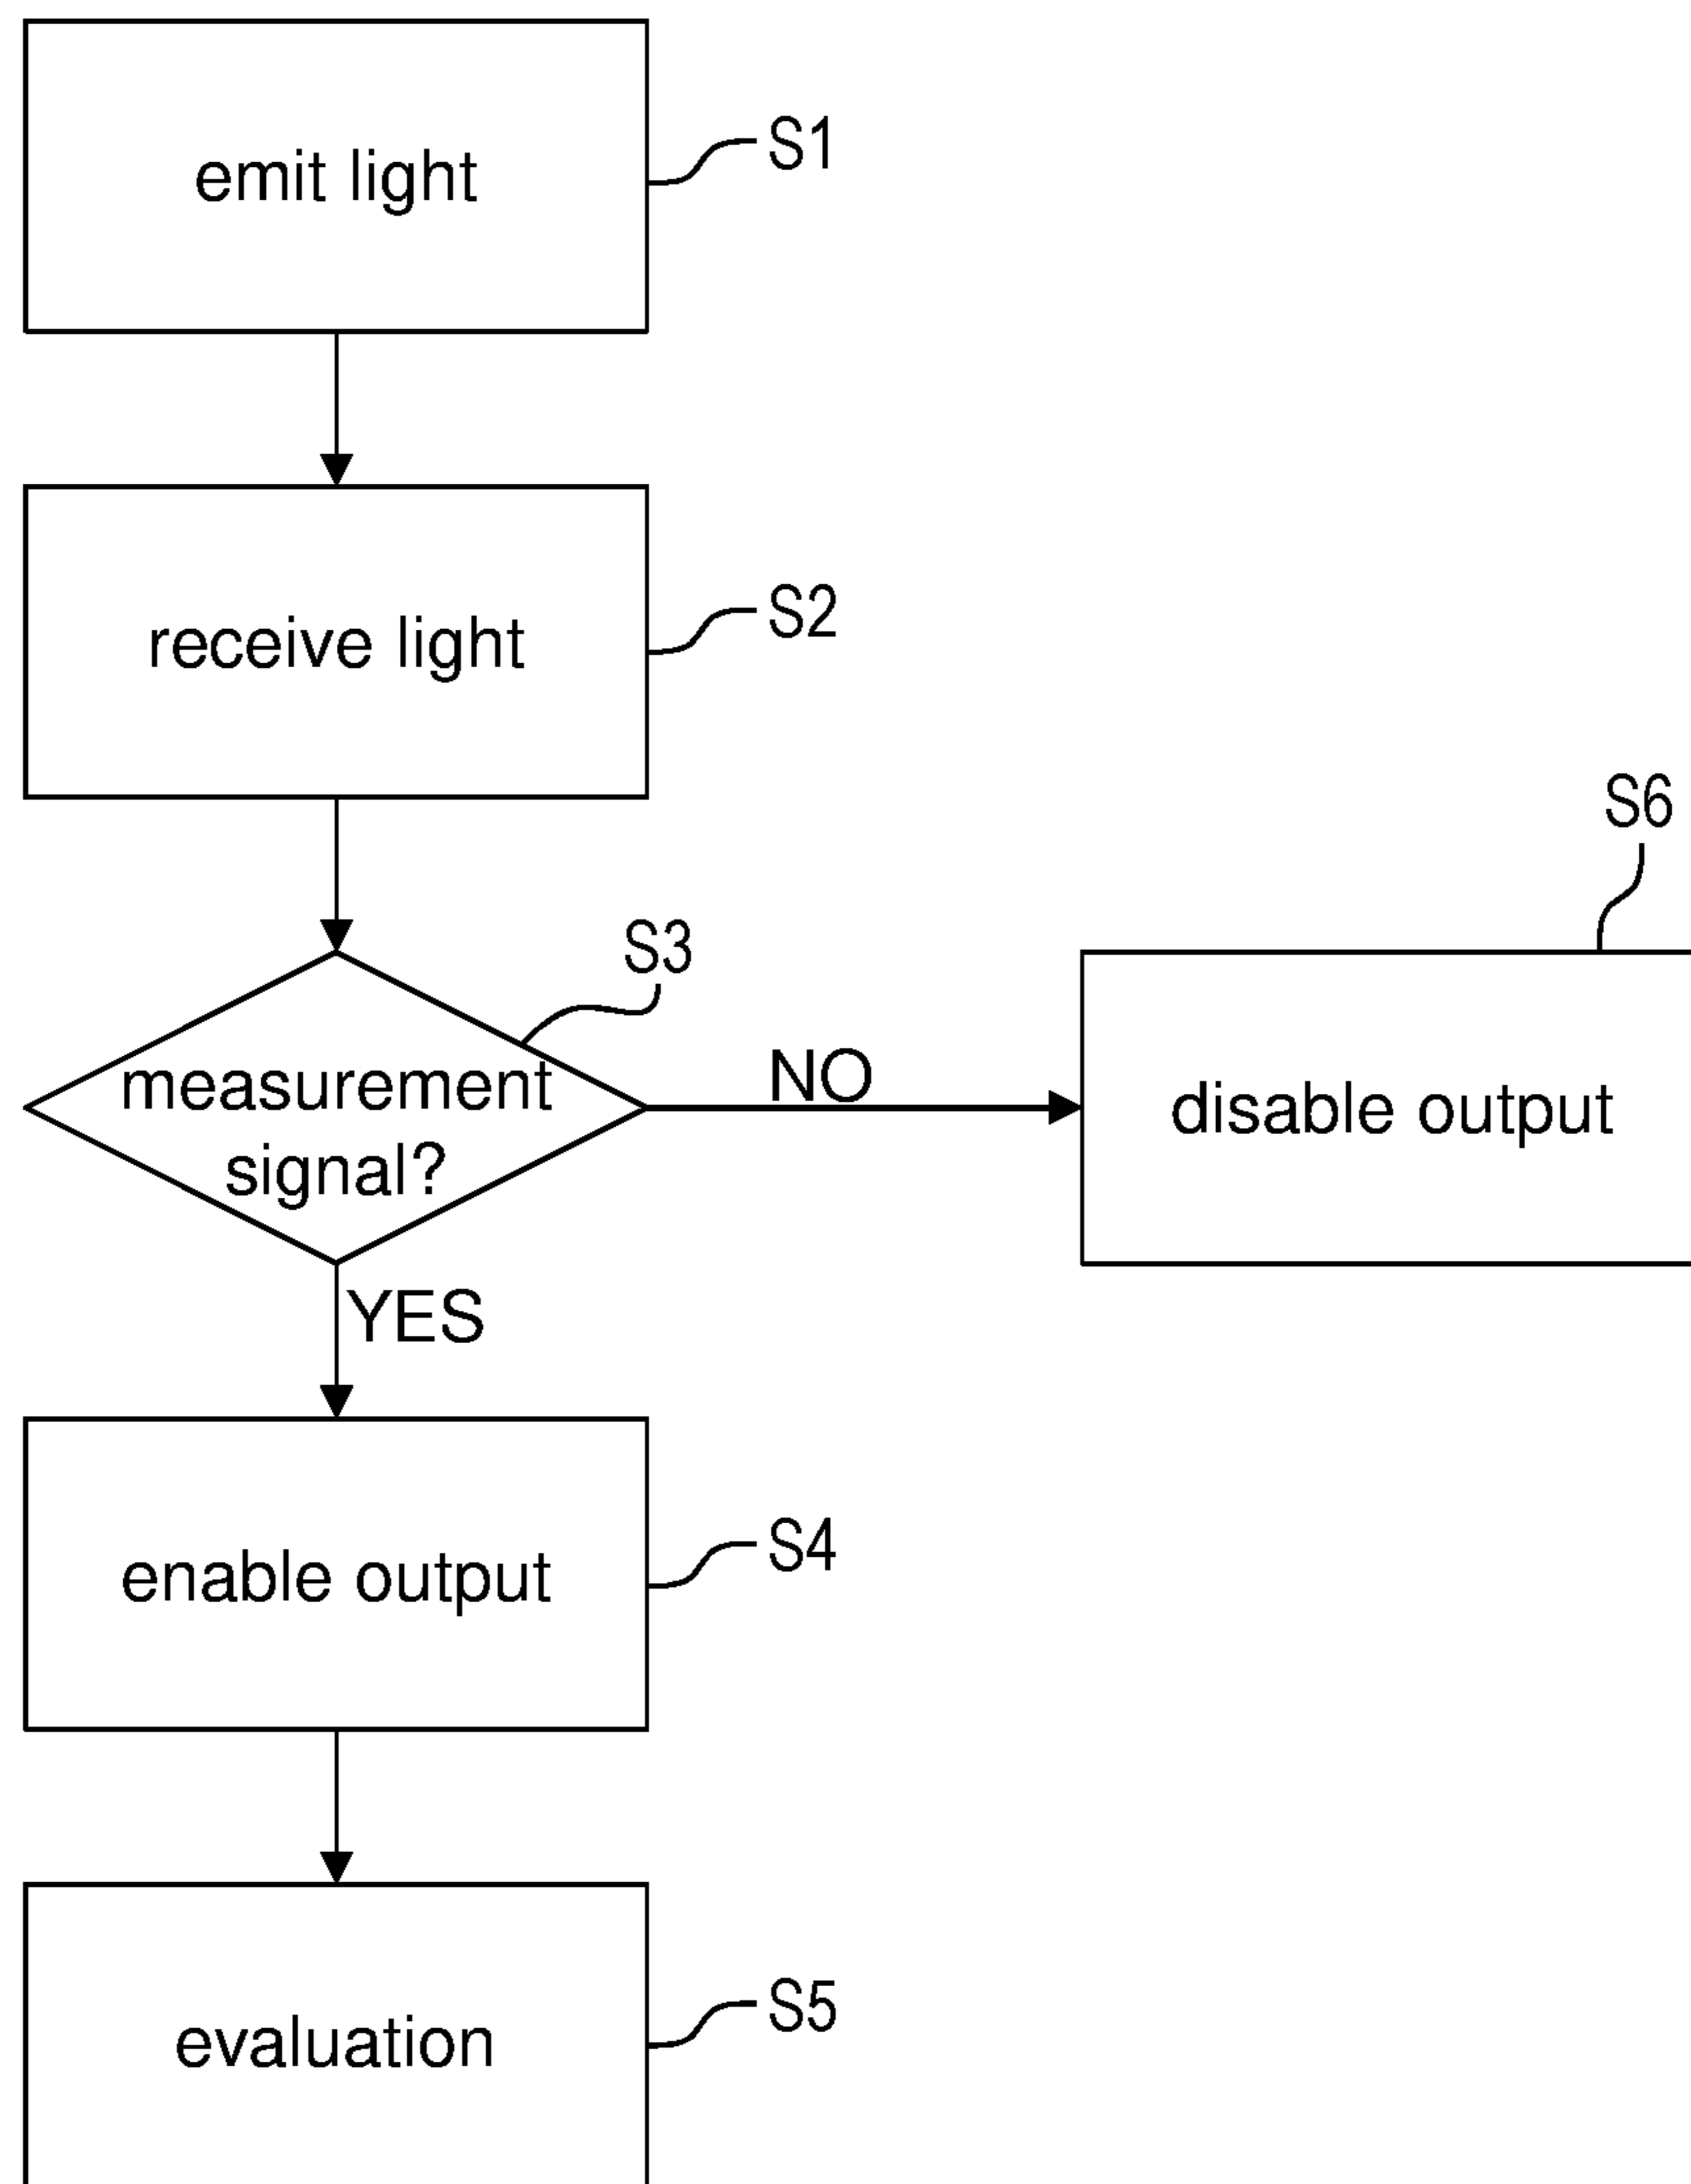 emit light
S1
receive light
S2
S6
S3
measurement
signal?
NO
disable output
YES
enable output
S4
evaluation
S5